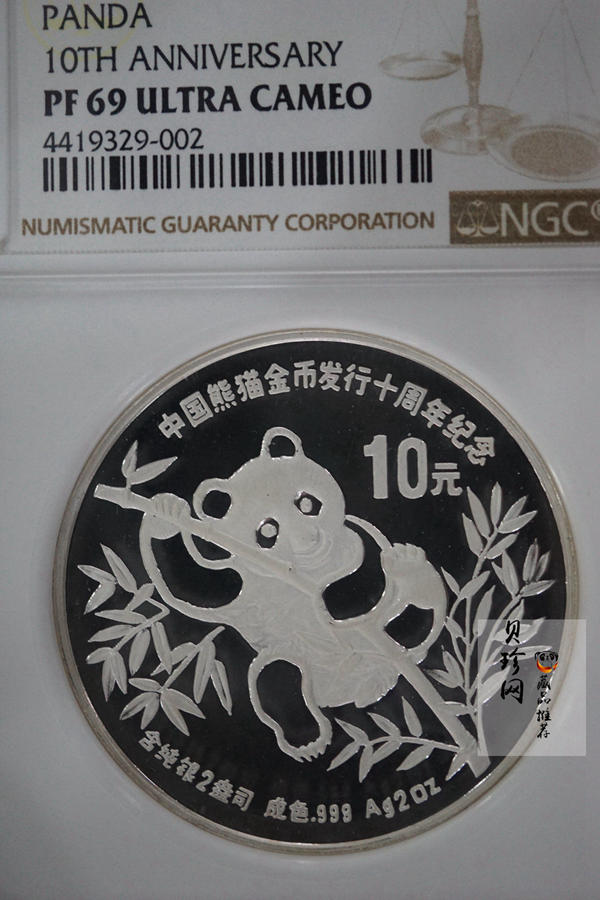 PANDA
10TH ANNIVERSARY
PF 69 ULTRA CAMEO
4419329-002
NUMISMATIC GUARANTY CORPORATION
NGC®
中国熊猫金币发行十周年纪念
10元
含纯银2盎司 成色.999 Ag2oz
贝珍网
藏品
推荐